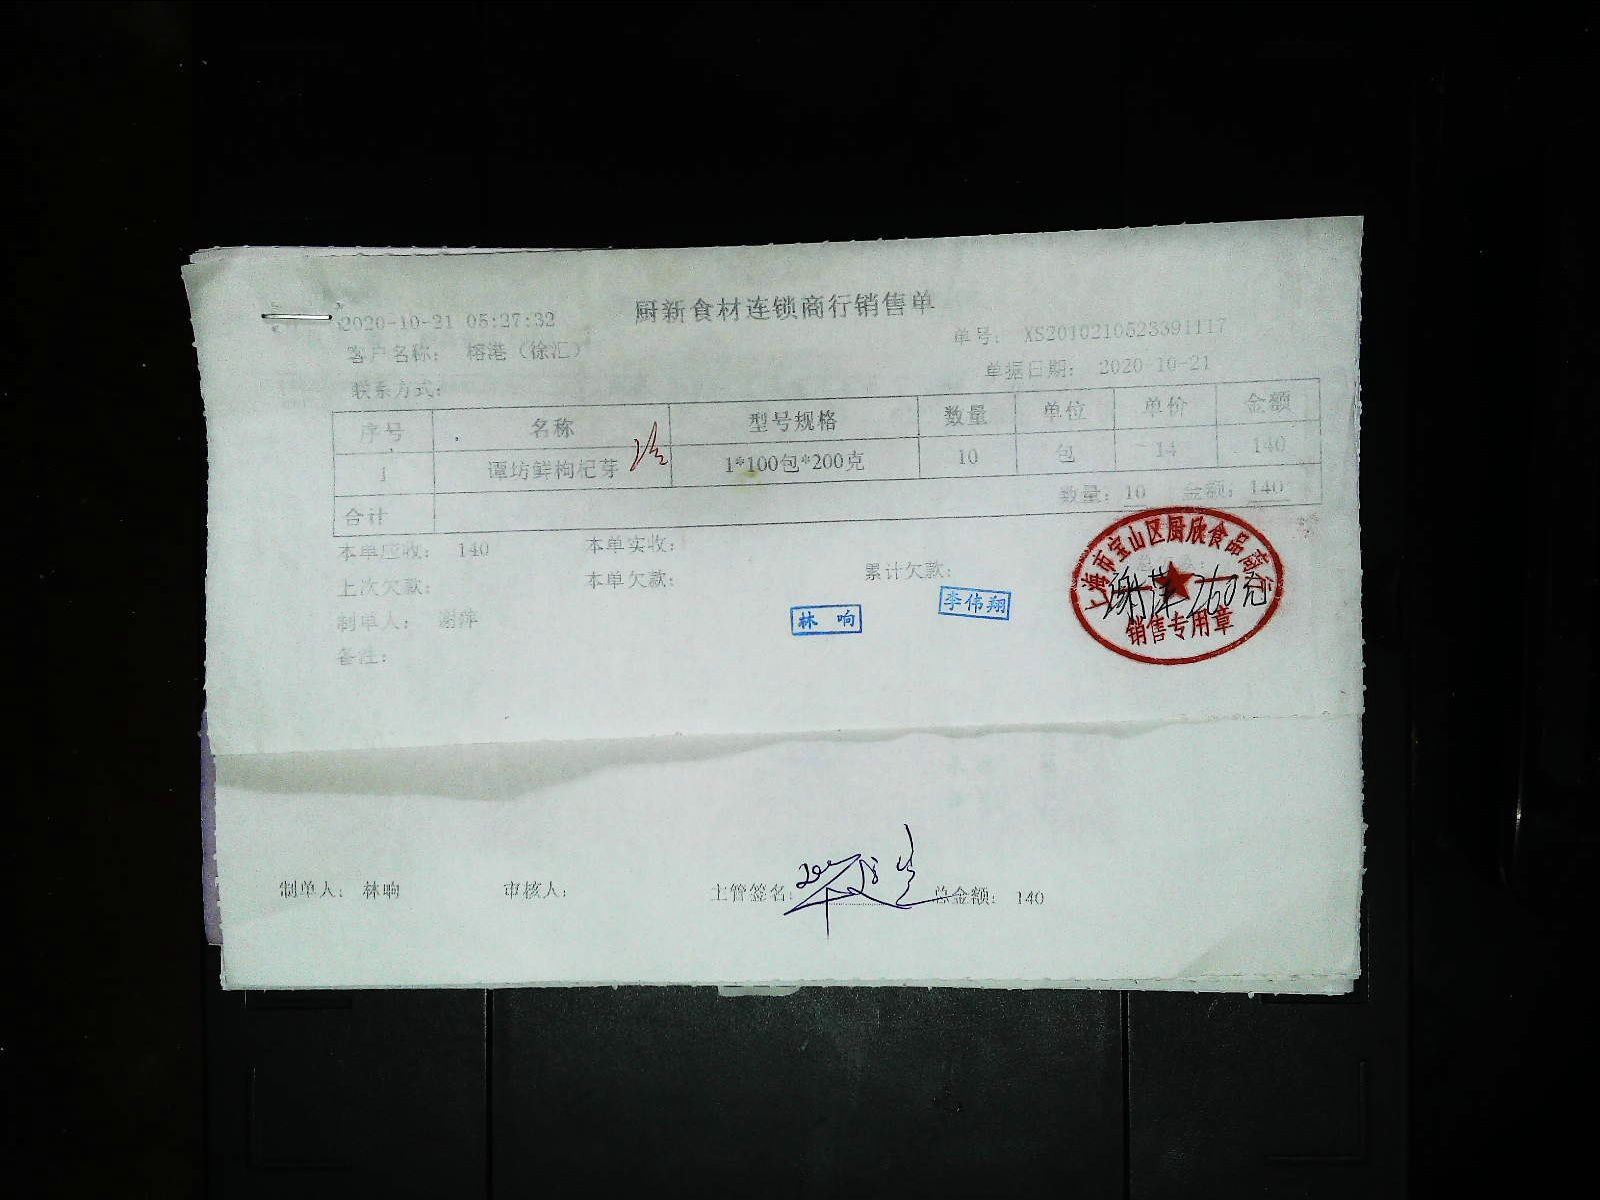 厨新食材连锁商行销售单
2020-10-21 05:27:32
单号: XS2010210523391117
客户名称: 榕港（徐汇）
单据日期: 2020-10-21
联系方式:
序号 名称 型号规格 数量 单位 单价 金额
1 谭坊鲜枸杞芽 1*100包*200克 10 包 14 140
合计 数量: 10 金额: 140
本单应收: 140 本单实收:
上次欠款: 本单欠款: 累计欠款:
制单人: 谢萍
备注:
林响
李伟翔
上海市宝山区厨欣食品商行
谢萍 260克
销售专用章
制单人: 林响 审核人: 主管签名: 总金额: 140